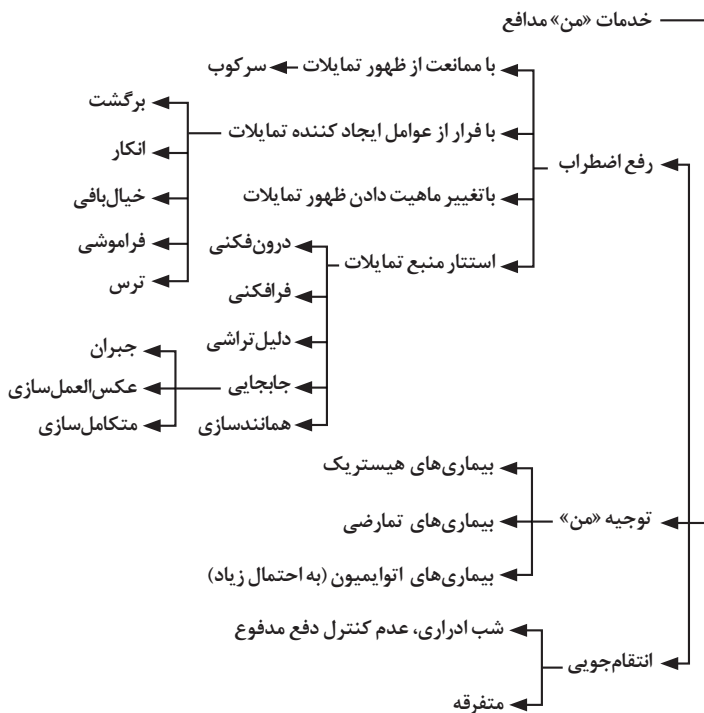 خدمات «من» مدافع
رفع اضطراب
با ممانعت از ظهور تمایلات
سرکوب
با فرار از عوامل ایجاد کننده تمایلات
برگشت
انکار
خیال‌بافی
فراموشی
ترس
با تغییر ماهیت دادن ظهور تمایلات
استتار منبع تمایلات
درون‌فکنی
فرافکنی
دلیل‌تراشی
جابجایی
جبران
عکس‌العمل‌سازی
متکامل‌سازی
همانندسازی
توجیه «من»
بیماری‌های هیستریک
بیماری‌های تمارضی
بیماری‌های اتوایمیون (به احتمال زیاد)
انتقام‌جویی
شب ادراری، عدم کنترل دفع مدفوع
متفرقه